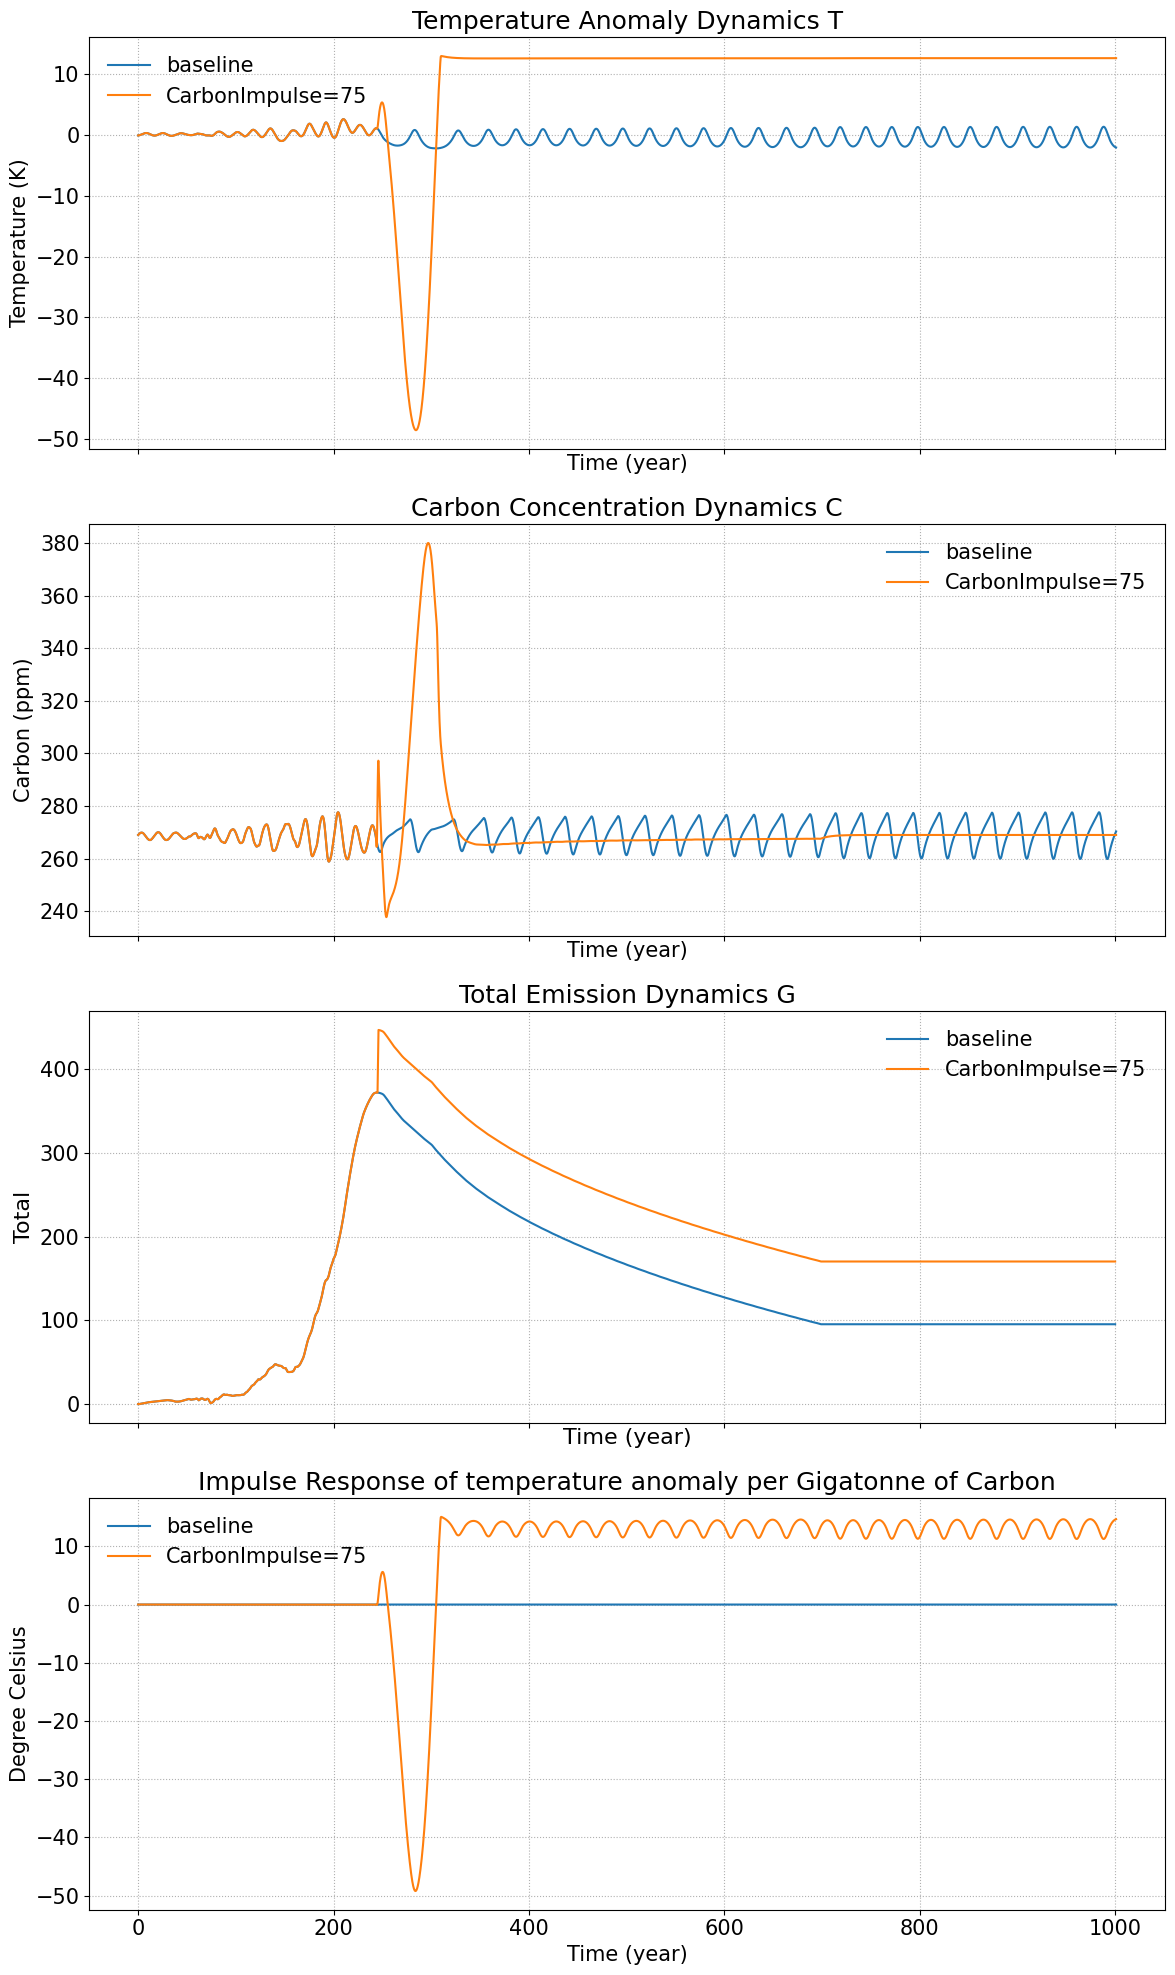 Temperature Anomaly Dynamics T
baseline
CarbonImpulse=75
10
0
−10
−20
−30
−40
−50
Temperature (K)
Time (year)
Carbon Concentration Dynamics C
baseline
CarbonImpulse=75
380
360
340
320
300
280
260
240
Carbon (ppm)
Time (year)
Total Emission Dynamics G
baseline
CarbonImpulse=75
400
300
200
100
0
Total
Time (year)
Impulse Response of temperature anomaly per Gigatonne of Carbon
baseline
CarbonImpulse=75
10
0
−10
−20
−30
−40
−50
Degree Celsius
0 200 400 600 800 1000
Time (year)